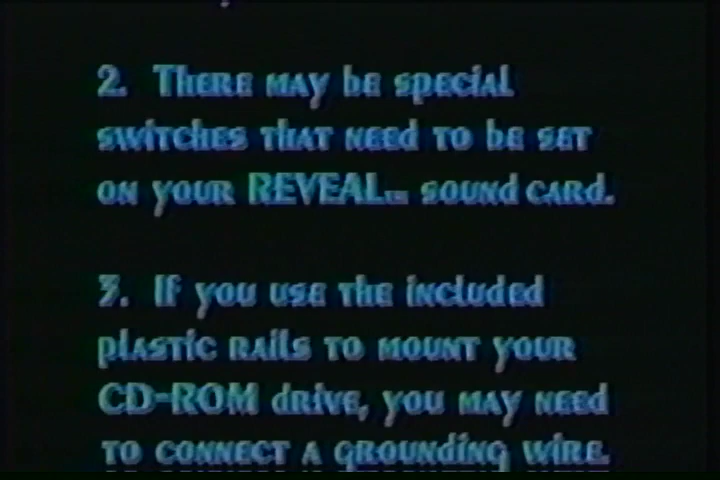 2. There may be special
switches that need to be set
on your REVEAL™ sound card.
3. If you use the included
plastic rails to mount your
CD-ROM drive, you may need
to connect a grounding wire.